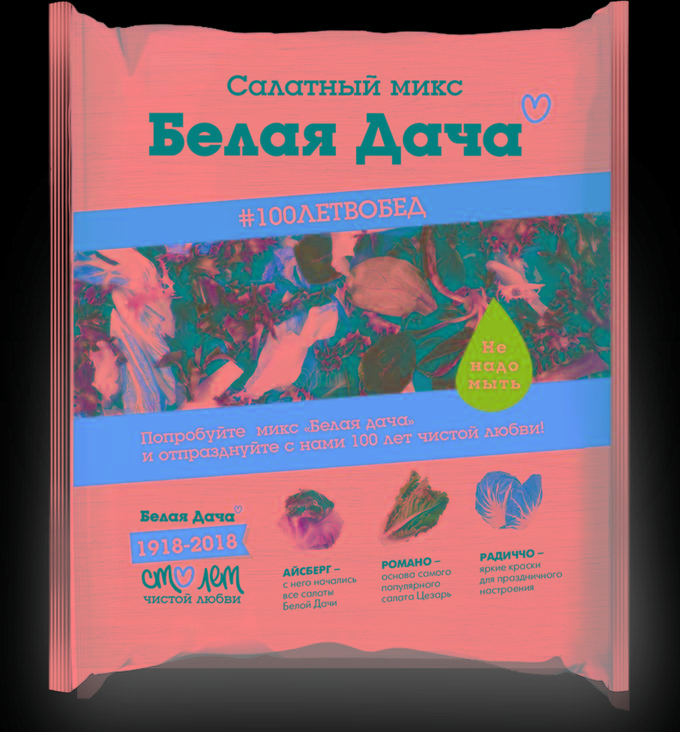 Салатный микс
Белая Дача
#100ЛЕТВОБЕД
Не
надо
мыть
Попробуйте микс «Белая дача»
и отпразднуйте с нами 100 лет чистой любви!
Белая Дача
1918-2018
сто лет
чистой любви
АЙСБЕРГ –
с него начались
все салаты
Белой Дачи
РОМАНО –
основа самого
популярного
салата Цезарь
РАДИЧЧО –
яркие краски
для праздничного
настроения